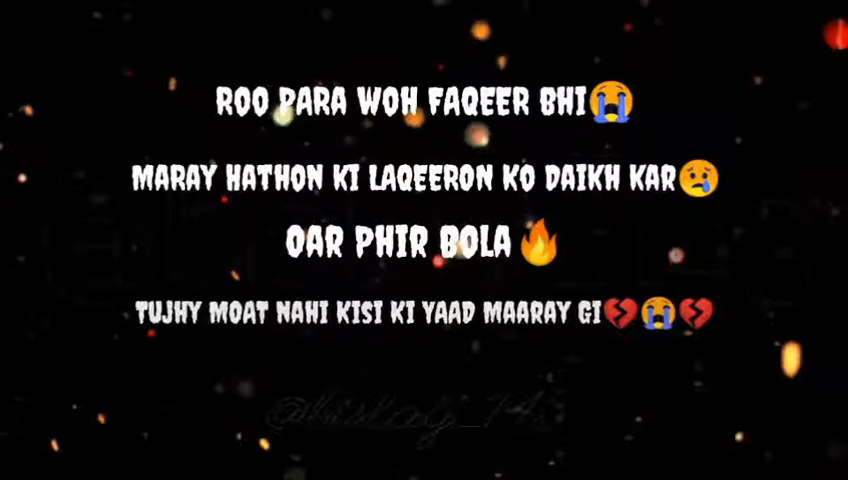 ROO PARA WOH FAQEER BHI😭
MARAY HATHON KI LAQEERON KO DAIKH KAR😢
OAR PHIR BOLA🔥
TUJHY MOAT NAHI KISI KI YAAD MAARAY GI💔😭💔